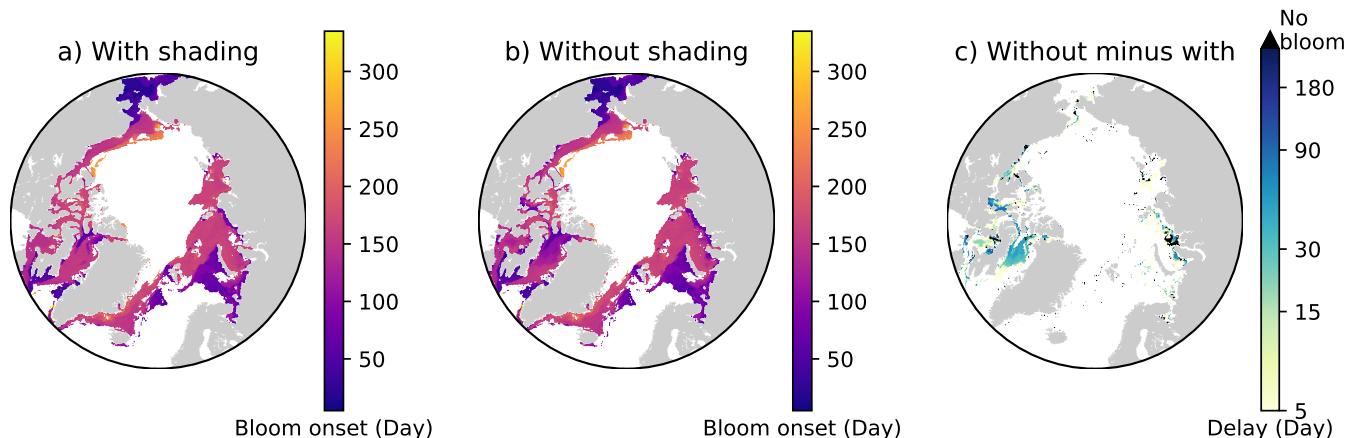 a) With shading
300
250
200
150
100
50
Bloom onset (Day)
b) Without shading
300
250
200
150
100
50
Bloom onset (Day)
c) Without minus with
No
bloom
180
90
30
15
5
Delay (Day)